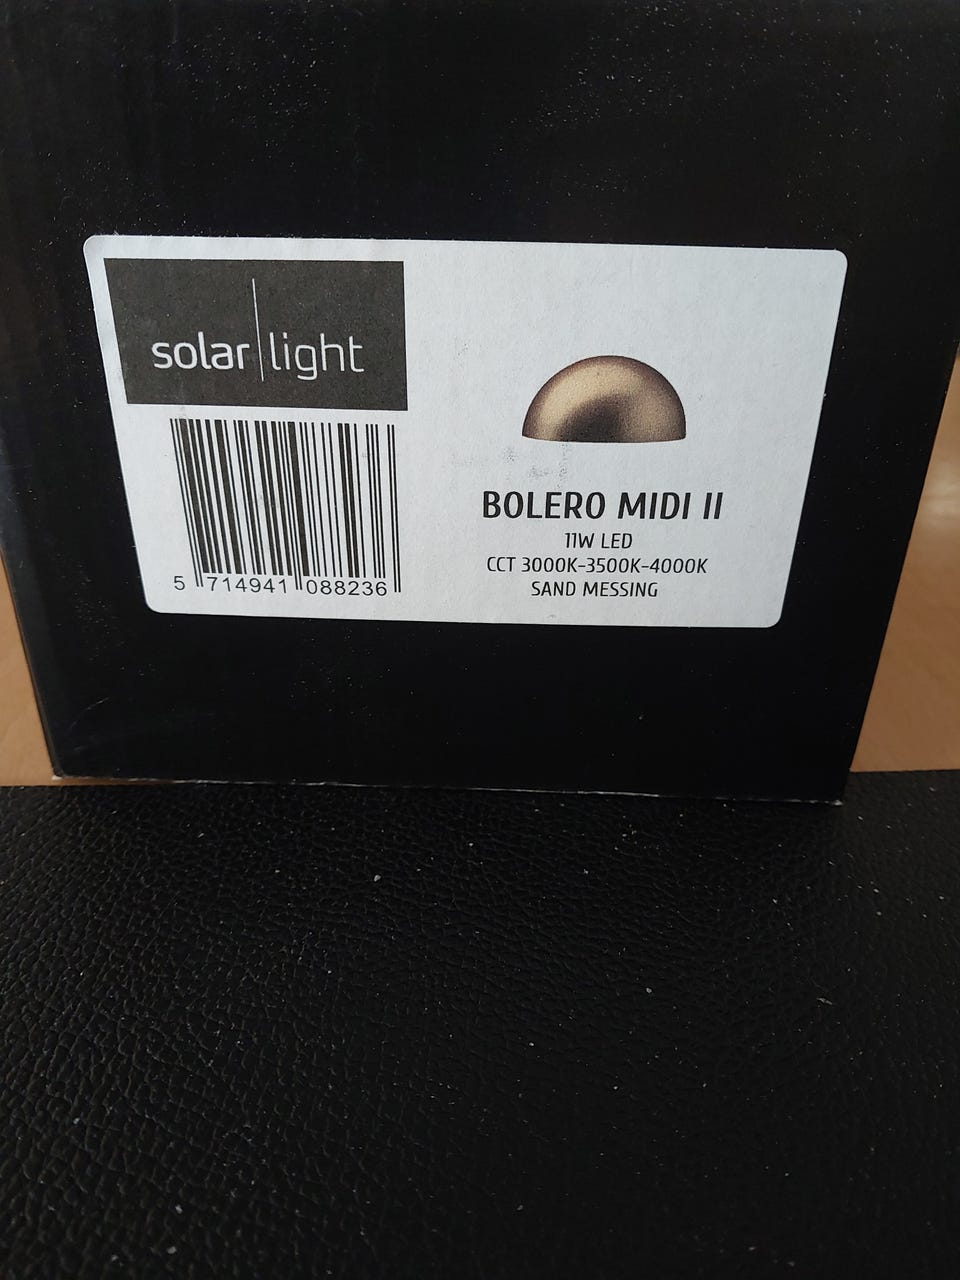 solar light
5 714941 088236
BOLERO MIDI II
11W LED
CCT 3000K-3500K-4000K
SAND MESSING